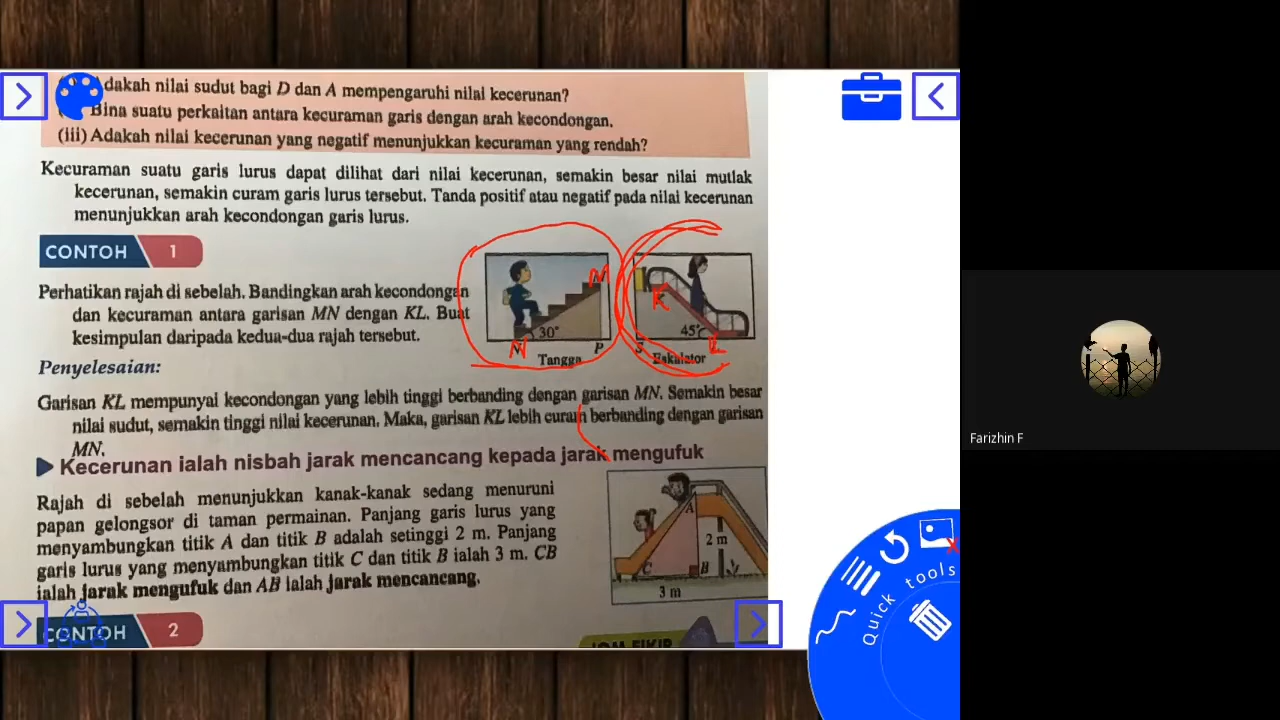 dakah nilai sudut bagi D dan A mempengaruhi nilai kecerunan?
Bina suatu perkaitan antara kecuraman garis dengan arah kecondongan.
(iii) Adakah nilai kecerunan yang negatif menunjukkan kecuraman yang rendah?
Kecuraman suatu garis lurus dapat dilihat dari nilai kecerunan, semakin besar nilai mutlak
kecerunan, semakin curam garis lurus tersebut. Tanda positif atau negatif pada nilai kecerunan
menunjukkan arah kecondongan garis lurus.
CONTOH 1
Perhatikan rajah di sebelah. Bandingkan arah kecondongan
dan kecuraman antara garisan MN dengan KL. Buat
kesimpulan daripada kedua-dua rajah tersebut.
M
N
30°
P
Tangga
K
45°
S
L
Eskalator
Penyelesaian:
Garisan KL mempunyai kecondongan yang lebih tinggi berbanding dengan garisan MN. Semakin besar
nilai sudut, semakin tinggi nilai kecerunan. Maka, garisan KL lebih curam berbanding dengan garisan
MN.
Kecerunan ialah nisbah jarak mencancang kepada jarak mengufuk
Rajah di sebelah menunjukkan kanak-kanak sedang menuruni
papan gelongsor di taman permainan. Panjang garis lurus yang
menyambungkan titik A dan titik B adalah setinggi 2 m. Panjang
garis lurus yang menyambungkan titik C dan titik B ialah 3 m. CB
ialah jarak mengufuk dan AB ialah jarak mencancang.
A
2 m
C
B
3 m
CONTOH 2
JOM FIKIR
Quick tools
Farizhin F